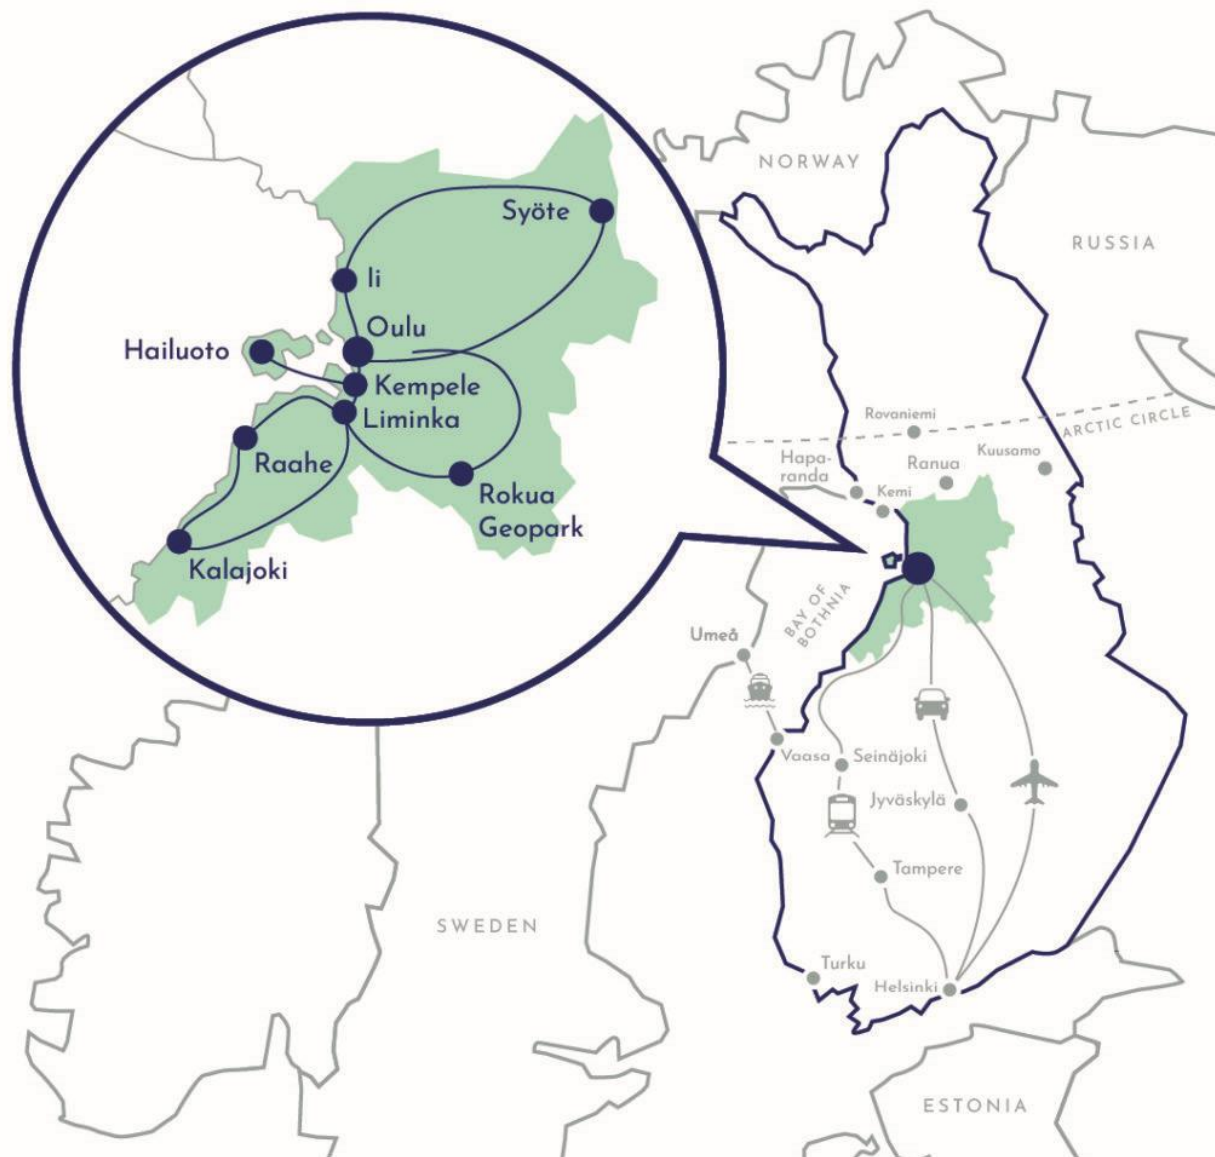 NORWAY
RUSSIA
Syöte
Ii
Oulu
Hailuoto
Kempele
Liminka
Raahe
Rokua
Geopark
Kalajoki
Rovaniemi
ARCTIC CIRCLE
Kuusamo
Hapa-
randa
Ranua
Kemi
BAY OF
BOTHNIA
Umeå
Vaasa
Seinäjoki
Jyväskylä
Tampere
SWEDEN
Turku
Helsinki
ESTONIA